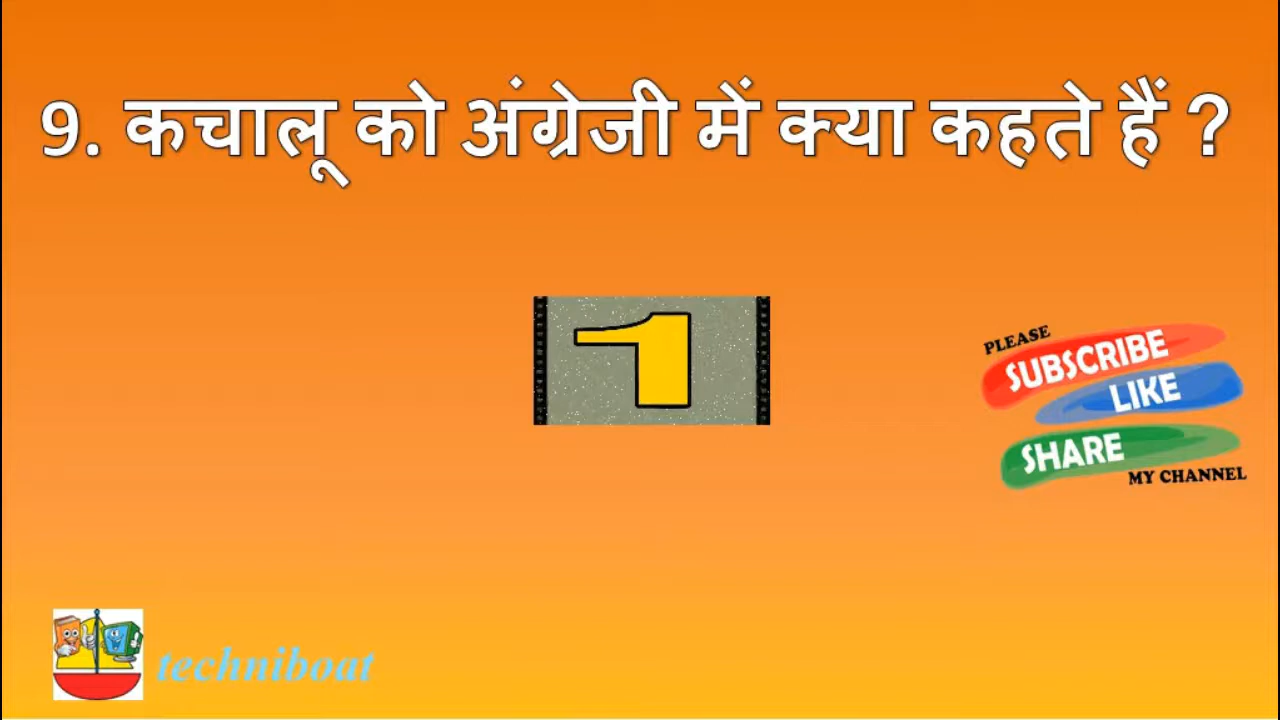 9. कचालू को अंग्रेजी में क्या कहते हैं ?
1
PLEASE
SUBSCRIBE
LIKE
SHARE
MY CHANNEL
techniboat